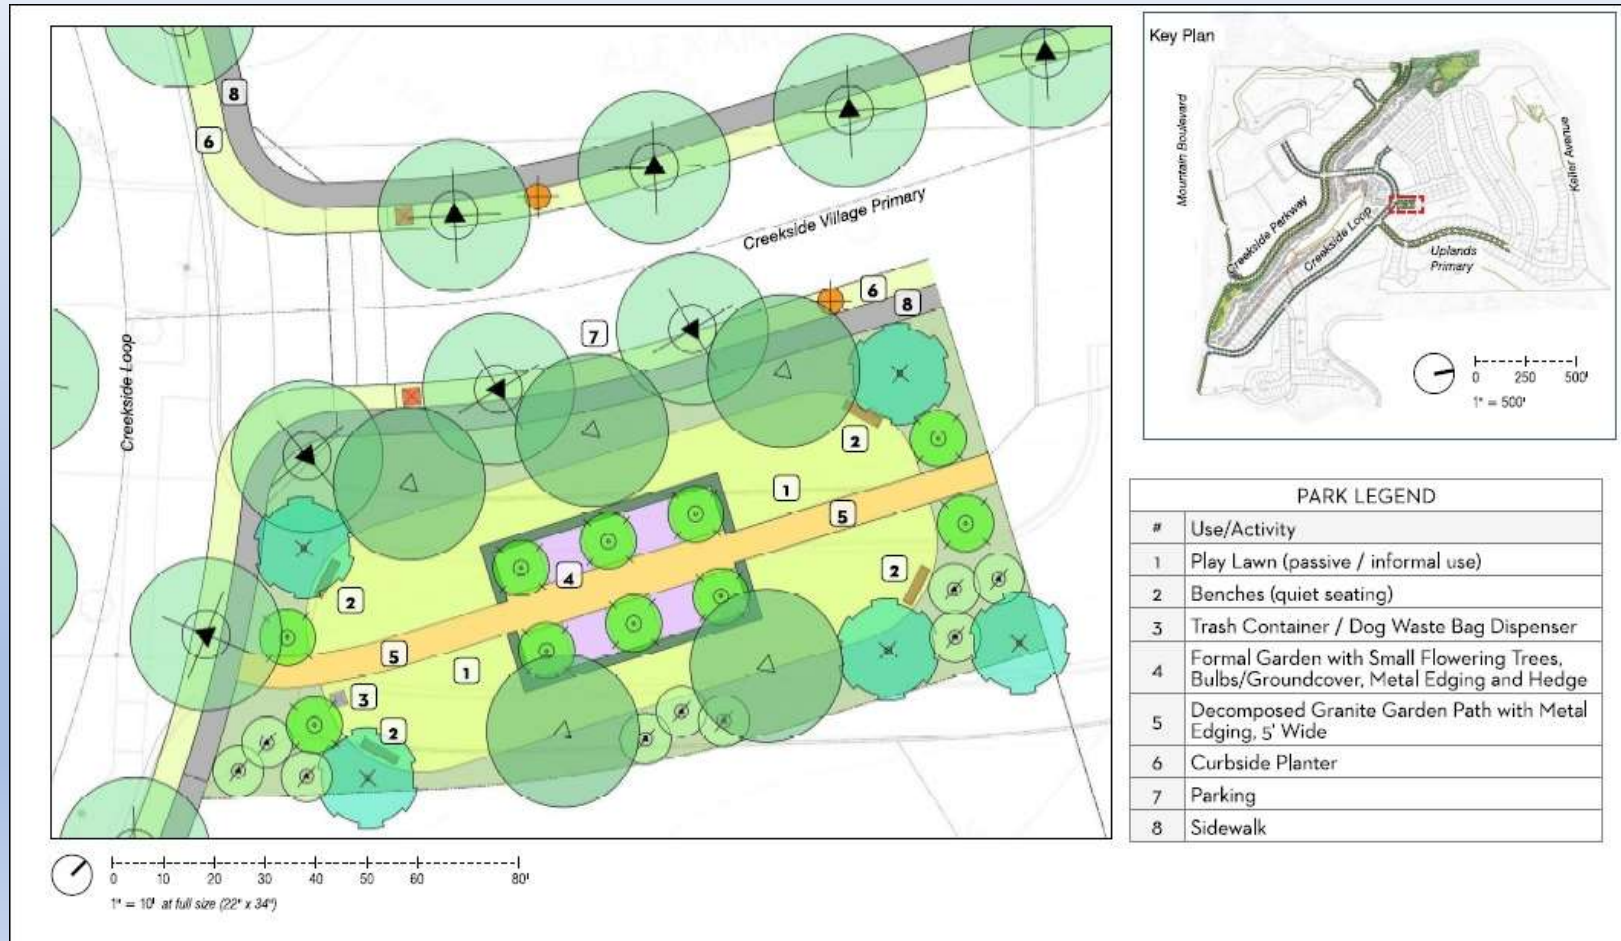 8
6
Creekside Village Primary
6
8
7
Creekside Loop
2
1
5
2
4
2
5
1
3
2
0 10 20 30 40 50 60 80'
1" = 10' at full size (22" x 34")
Key Plan
Mountain Boulevard
Keller Avenue
Creekside Parkway
Creekside Loop
Uplands
Primary
0 250 500'
1" = 500'
PARK LEGEND
# Use/Activity
1 Play Lawn (passive / informal use)
2 Benches (quiet seating)
3 Trash Container / Dog Waste Bag Dispenser
4 Formal Garden with Small Flowering Trees,
Bulbs/Groundcover, Metal Edging and Hedge
5 Decomposed Granite Garden Path with Metal
Edging, 5' Wide
6 Curbside Planter
7 Parking
8 Sidewalk